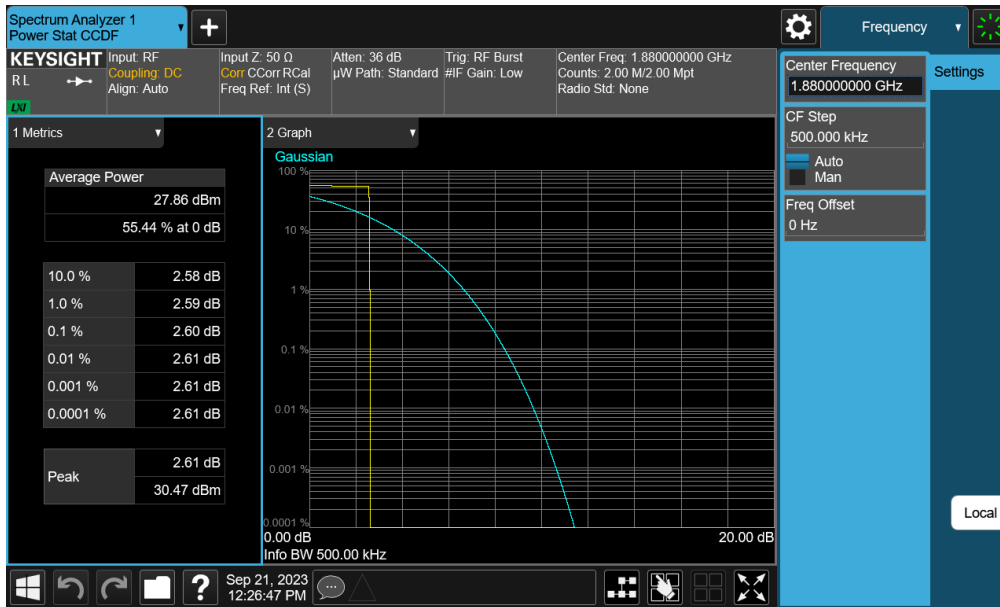 Spectrum Analyzer 1
Power Stat CCDF
Frequency
KEYSIGHT
R L
LXI
Input: RF
Coupling: DC
Align: Auto
Input Z: 50 Ω
Corr CCorr RCal
Freq Ref: Int (S)
Atten: 36 dB
µW Path: Standard
Trig: RF Burst
#IF Gain: Low
Center Freq: 1.880000000 GHz
Counts: 2.00 M/2.00 Mpt
Radio Std: None
Center Frequency
1.880000000 GHz
Settings
CF Step
500.000 kHz
Auto
Man
Freq Offset
0 Hz
Local
1 Metrics
Average Power
27.86 dBm
55.44 % at 0 dB
10.0 % 2.58 dB
1.0 % 2.59 dB
0.1 % 2.60 dB
0.01 % 2.61 dB
0.001 % 2.61 dB
0.0001 % 2.61 dB
Peak
2.61 dB
30.47 dBm
2 Graph
Gaussian
100 %
10 %
1 %
0.1 %
0.01 %
0.001 %
0.0001 %
0.00 dB 20.00 dB
Info BW 500.00 kHz
Sep 21, 2023
12:26:47 PM